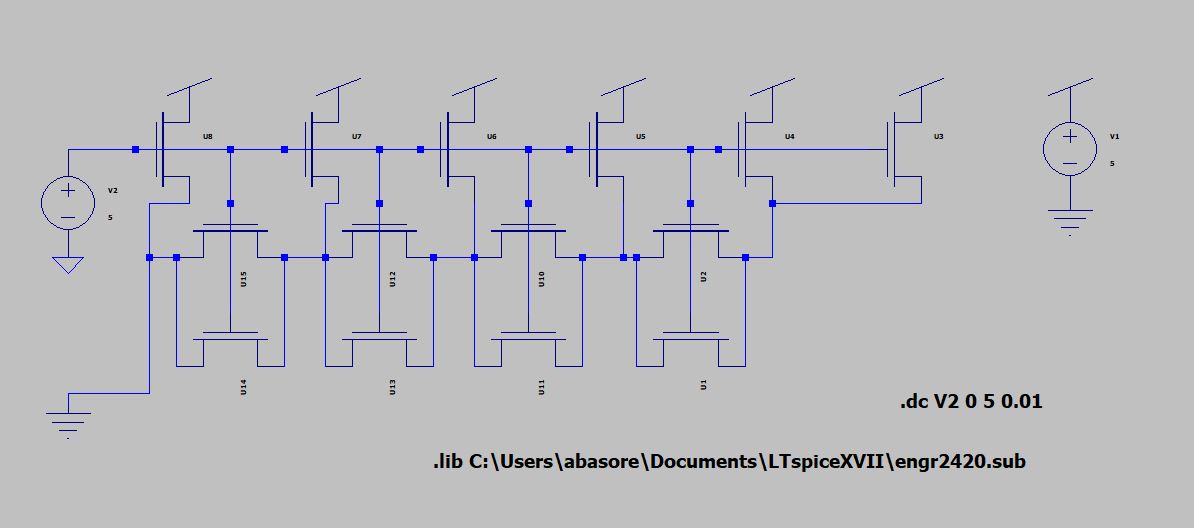 U8
U7
U6
U5
U4
U3
V1
5
V2
5
U15
U12
U10
U2
U14
U13
U11
U1
.dc V2 0 5 0.01
.lib C:\Users\abasore\Documents\LTspiceXVII\engr2420.sub